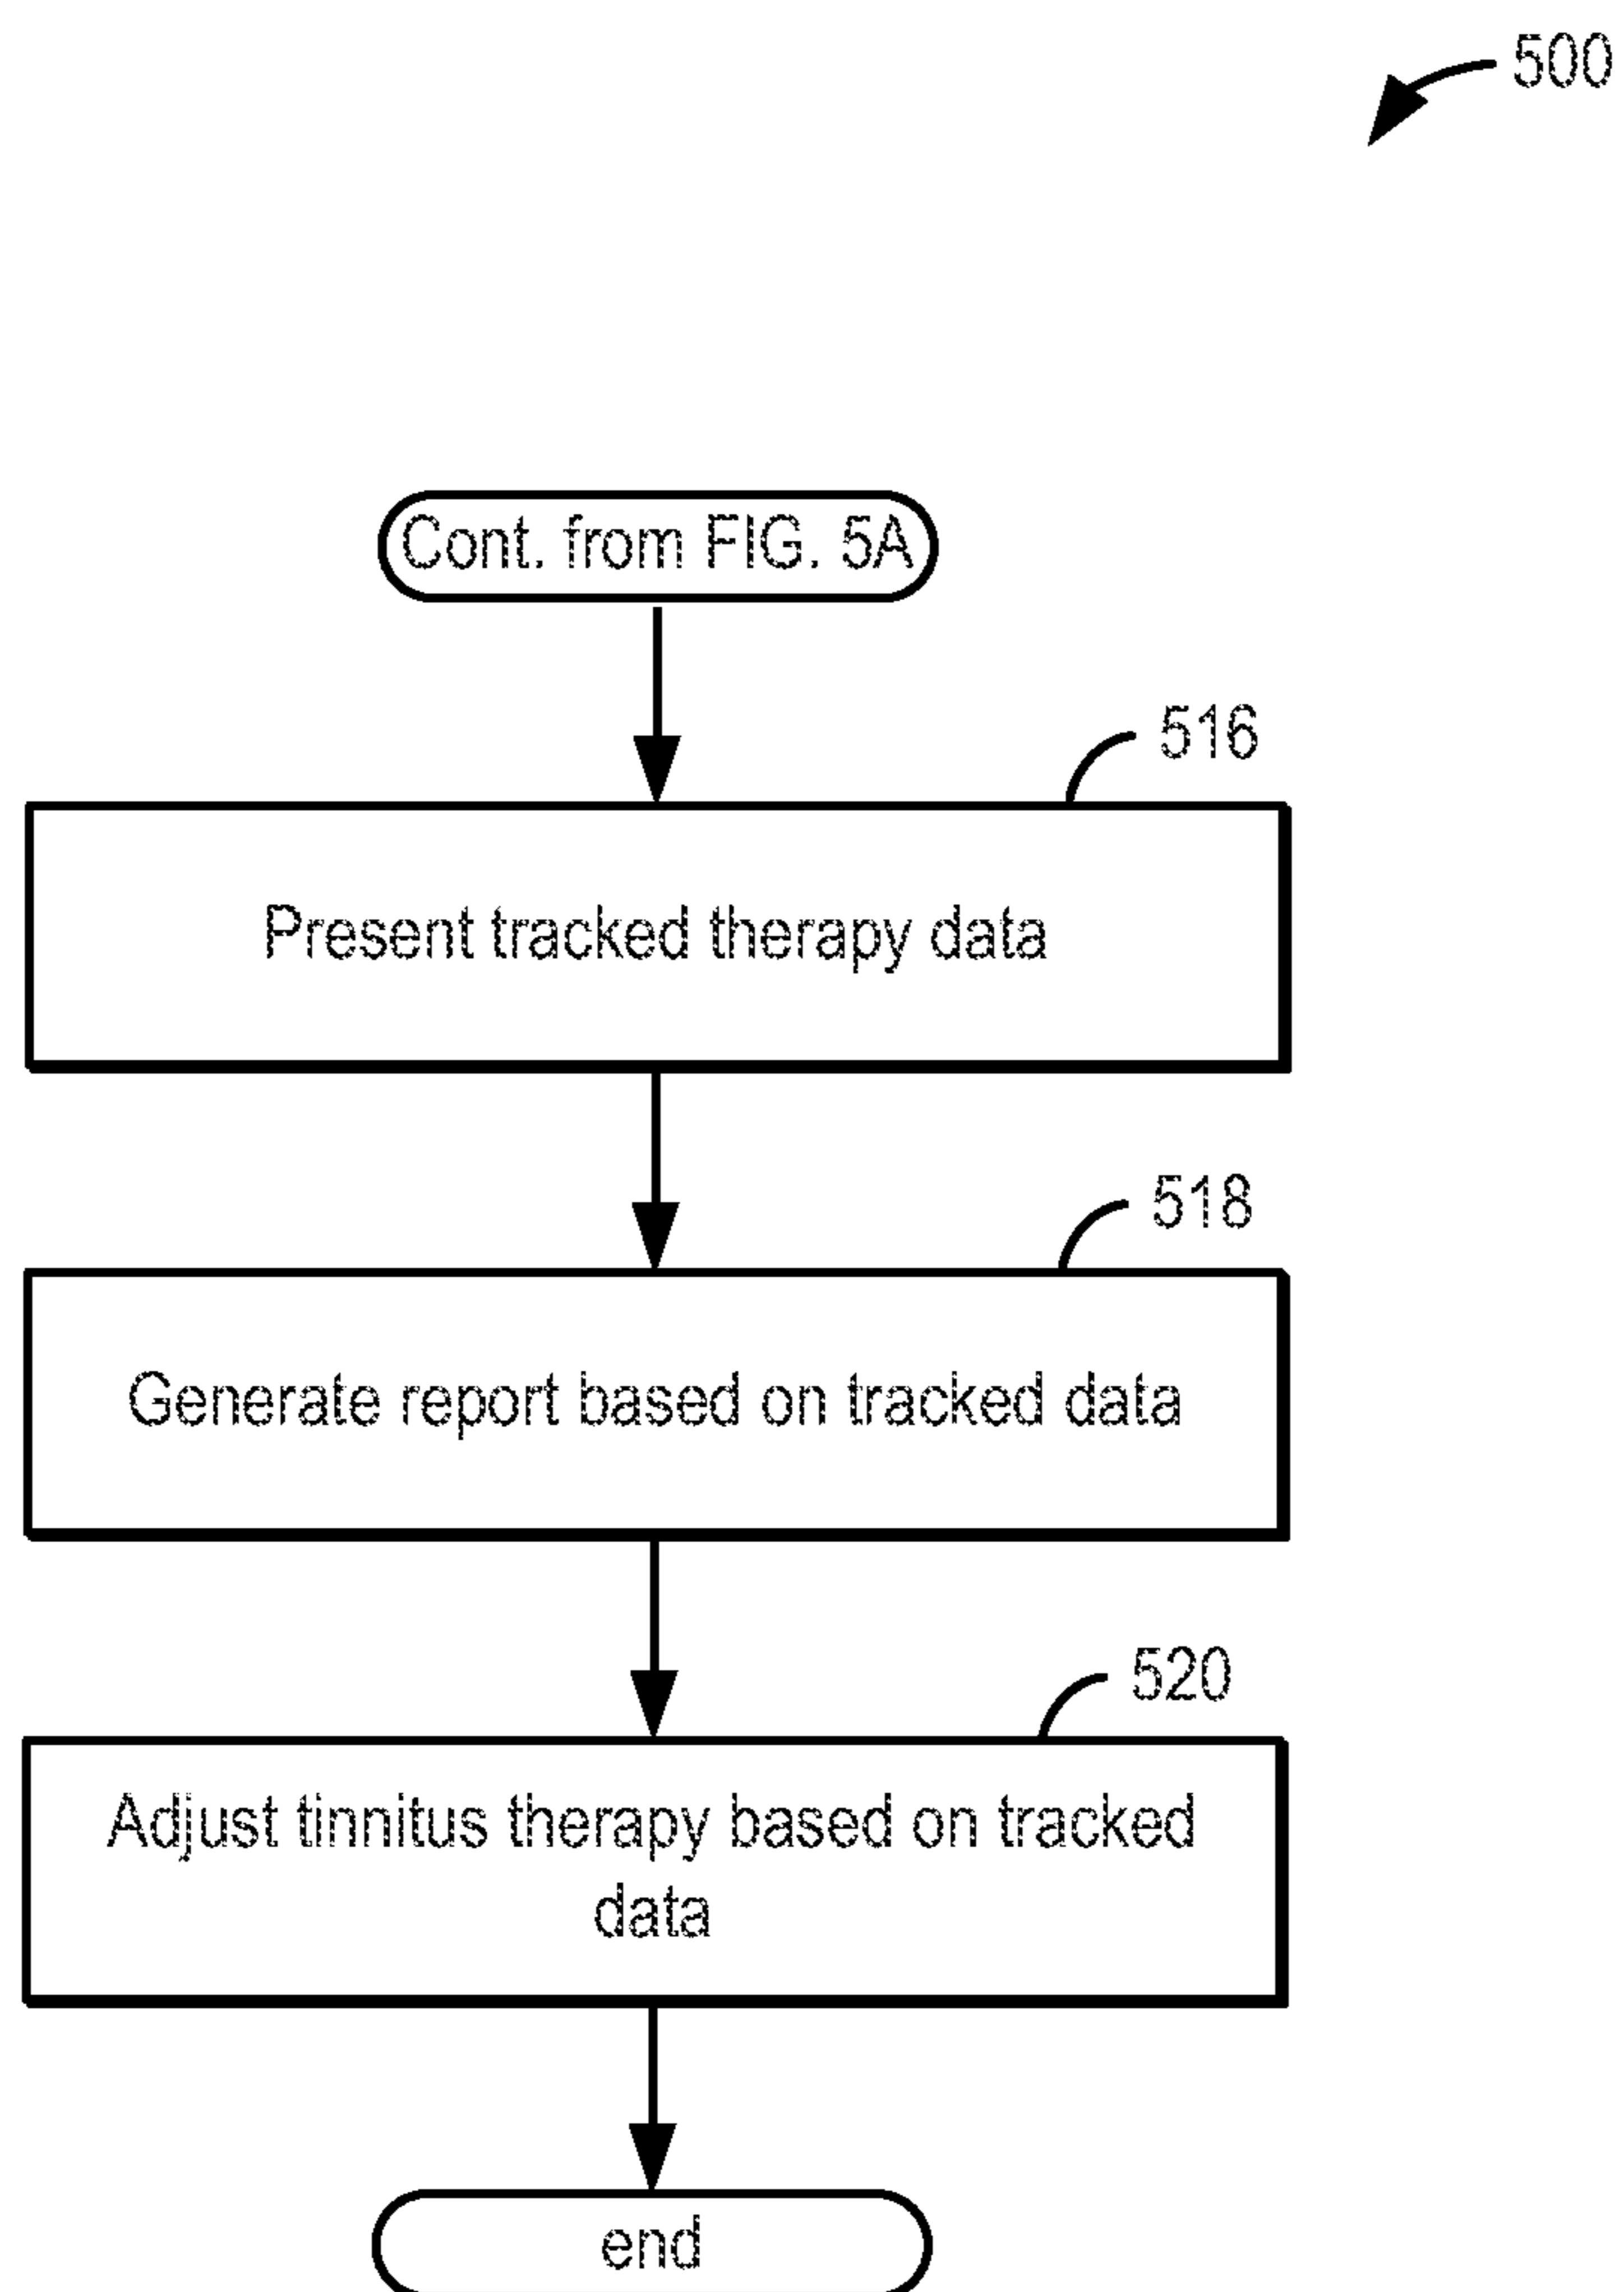 500
Cont. from FIG. 5A
516
Present tracked therapy data
518
Generate report based on tracked data
520
Adjust tinnitus therapy based on tracked
data
end